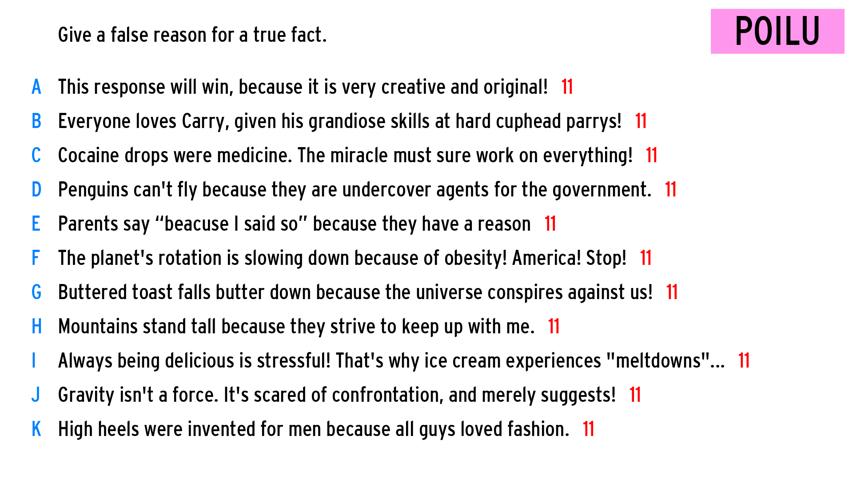 Give a false reason for a true fact.
POILU
A This response will win, because it is very creative and original! 11
B Everyone loves Carry, given his grandiose skills at hard cuphead parrys! 11
C Cocaine drops were medicine. The miracle must sure work on everything! 11
D Penguins can't fly because they are undercover agents for the government. 11
E Parents say “beacuse I said so” because they have a reason 11
F The planet's rotation is slowing down because of obesity! America! Stop! 11
G Buttered toast falls butter down because the universe conspires against us! 11
H Mountains stand tall because they strive to keep up with me. 11
I Always being delicious is stressful! That's why ice cream experiences "meltdowns"... 11
J Gravity isn't a force. It's scared of confrontation, and merely suggests! 11
K High heels were invented for men because all guys loved fashion. 11